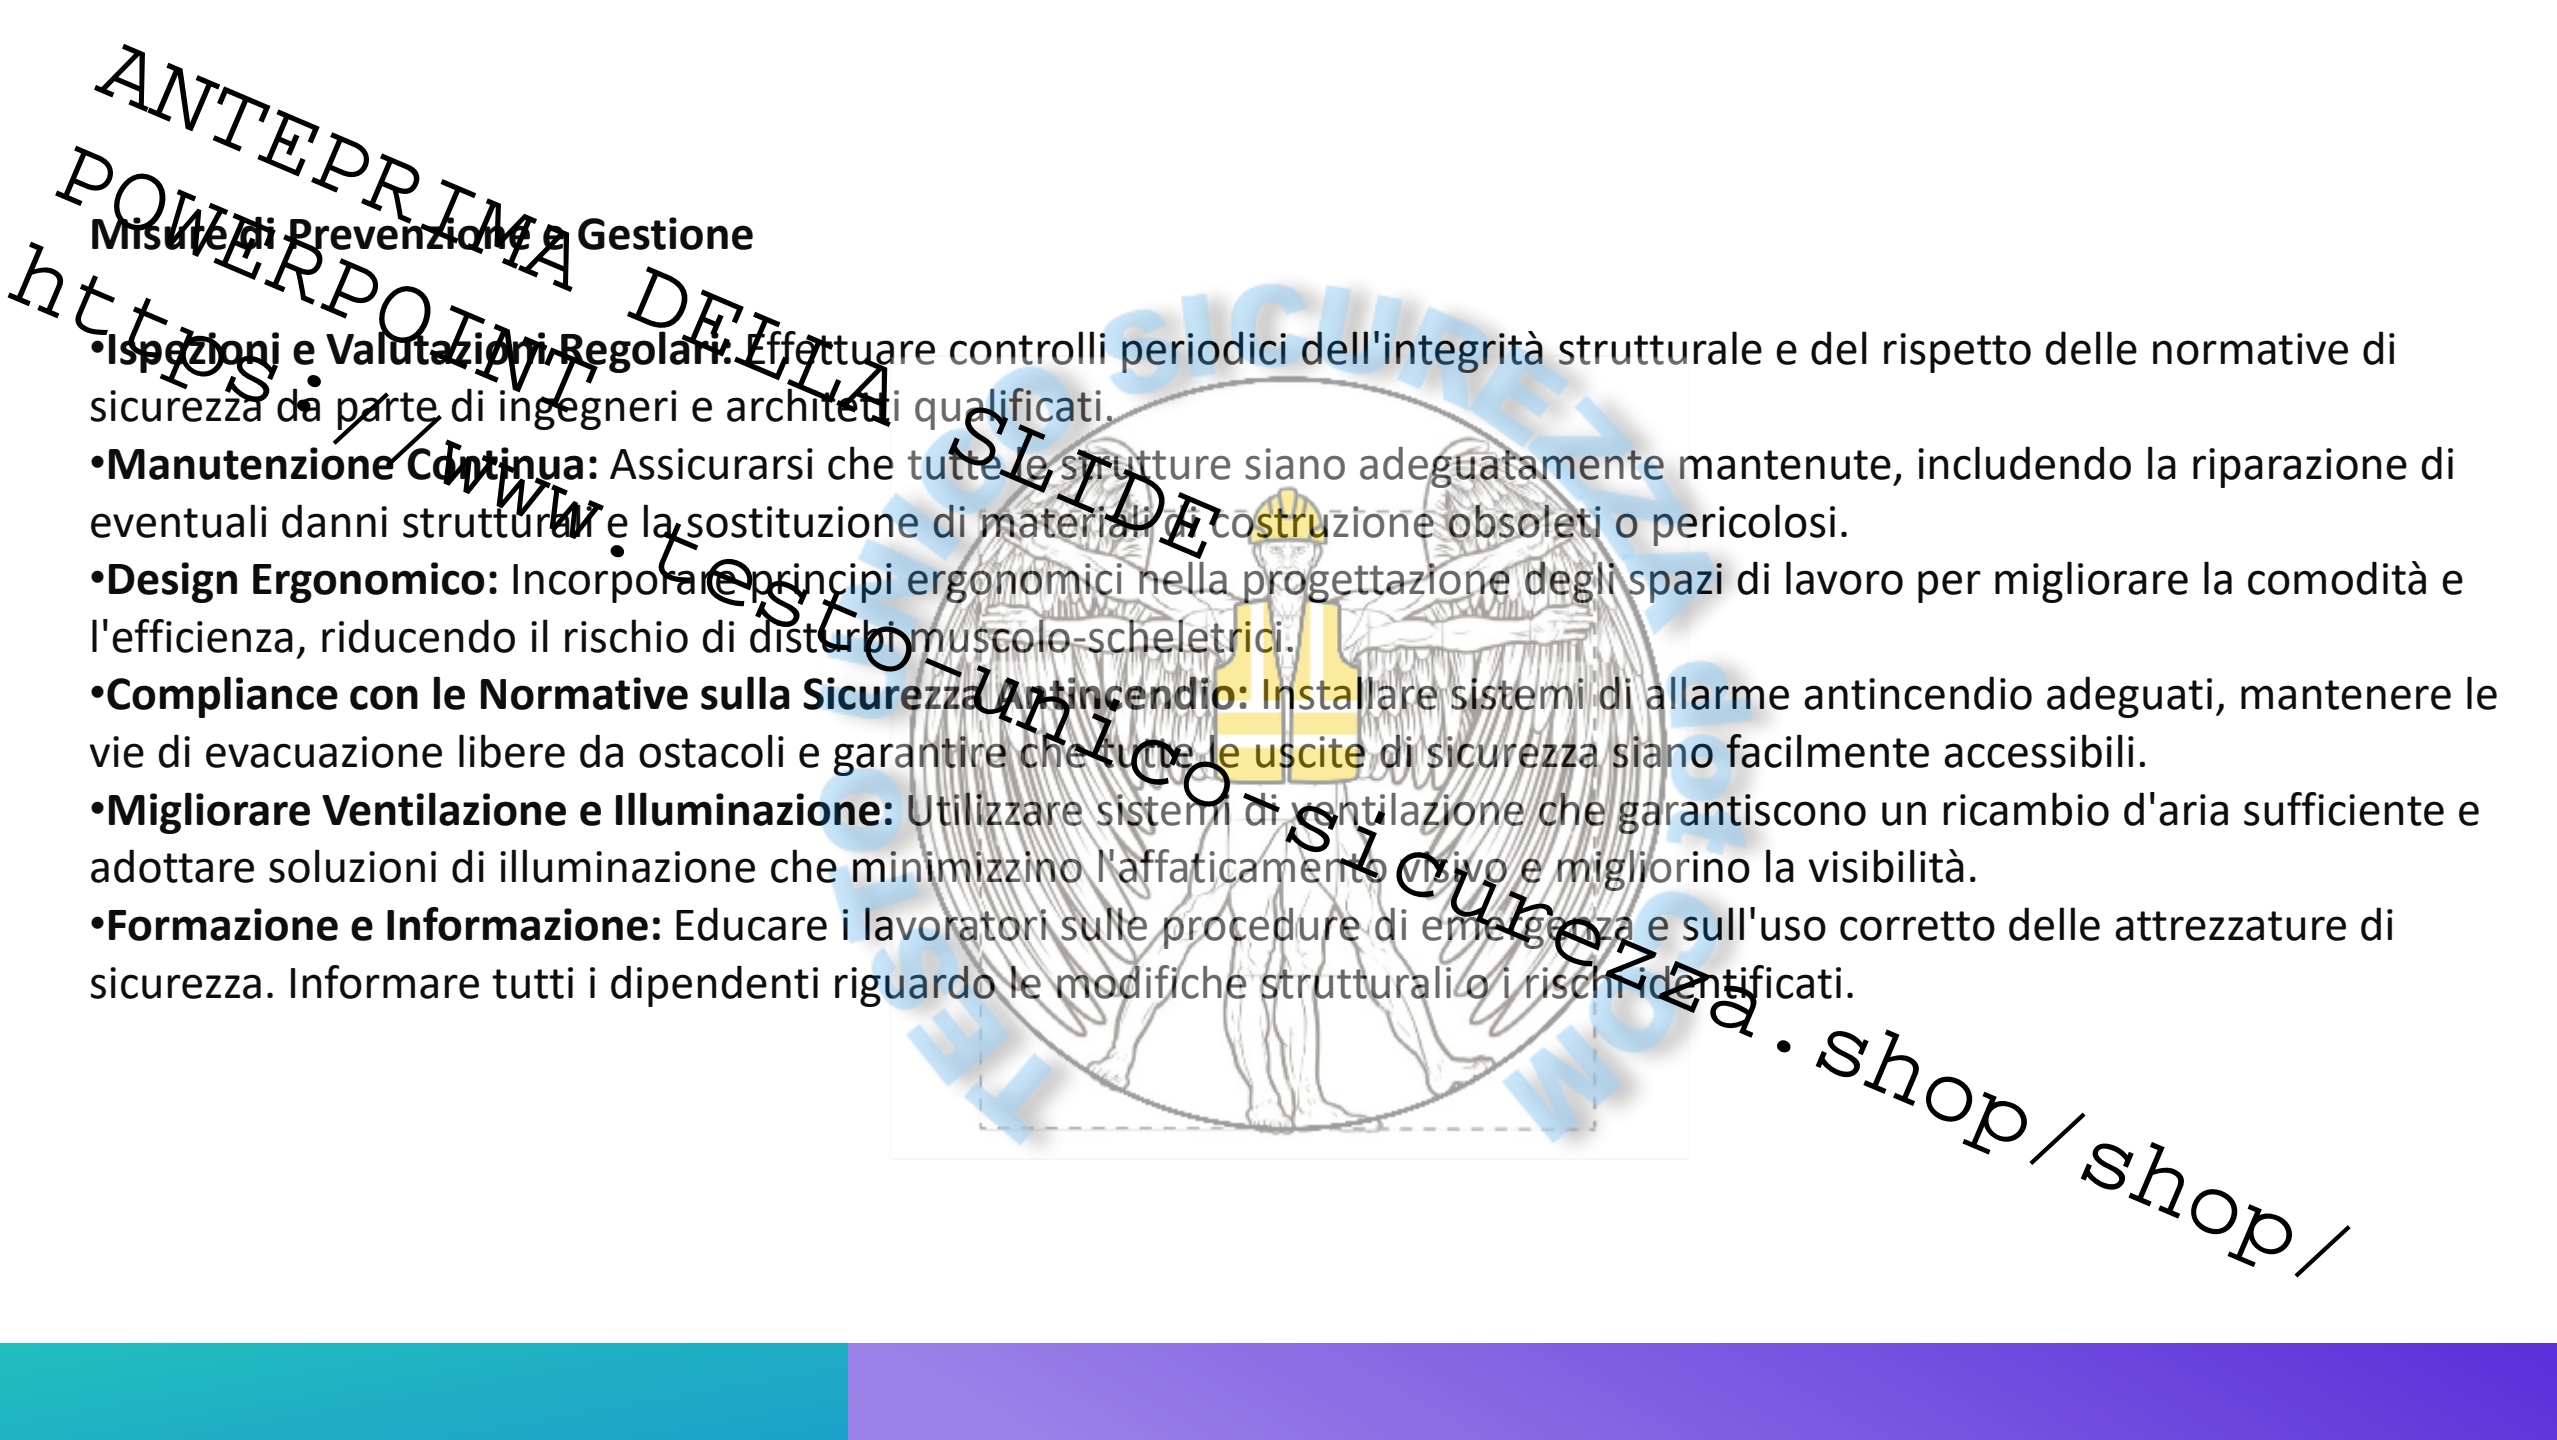 ANTEPRIMA DELLA SLIDE
POWERPOINT
https://www.testo-unico-sicurezza.shop/shop/
Misure di Prevenzione e Gestione
•Ispezioni e Valutazioni Regolari: Effettuare controlli periodici dell'integrità strutturale e del rispetto delle normative di
sicurezza da parte di ingegneri e architetti qualificati.
•Manutenzione Continua: Assicurarsi che tutte le strutture siano adeguatamente mantenute, includendo la riparazione di
eventuali danni strutturali e la sostituzione di materiali di costruzione obsoleti o pericolosi.
•Design Ergonomico: Incorporare principi ergonomici nella progettazione degli spazi di lavoro per migliorare la comodità e
l'efficienza, riducendo il rischio di disturbi muscolo-scheletrici.
•Compliance con le Normative sulla Sicurezza Antincendio: Installare sistemi di allarme antincendio adeguati, mantenere le
vie di evacuazione libere da ostacoli e garantire che tutte le uscite di sicurezza siano facilmente accessibili.
•Migliorare Ventilazione e Illuminazione: Utilizzare sistemi di ventilazione che garantiscono un ricambio d'aria sufficiente e
adottare soluzioni di illuminazione che minimizzino l'affaticamento visivo e migliorino la visibilità.
•Formazione e Informazione: Educare i lavoratori sulle procedure di emergenza e sull'uso corretto delle attrezzature di
sicurezza. Informare tutti i dipendenti riguardo le modifiche strutturali o i rischi identificati.
TESTO UNICO SICUREZZA dot COM